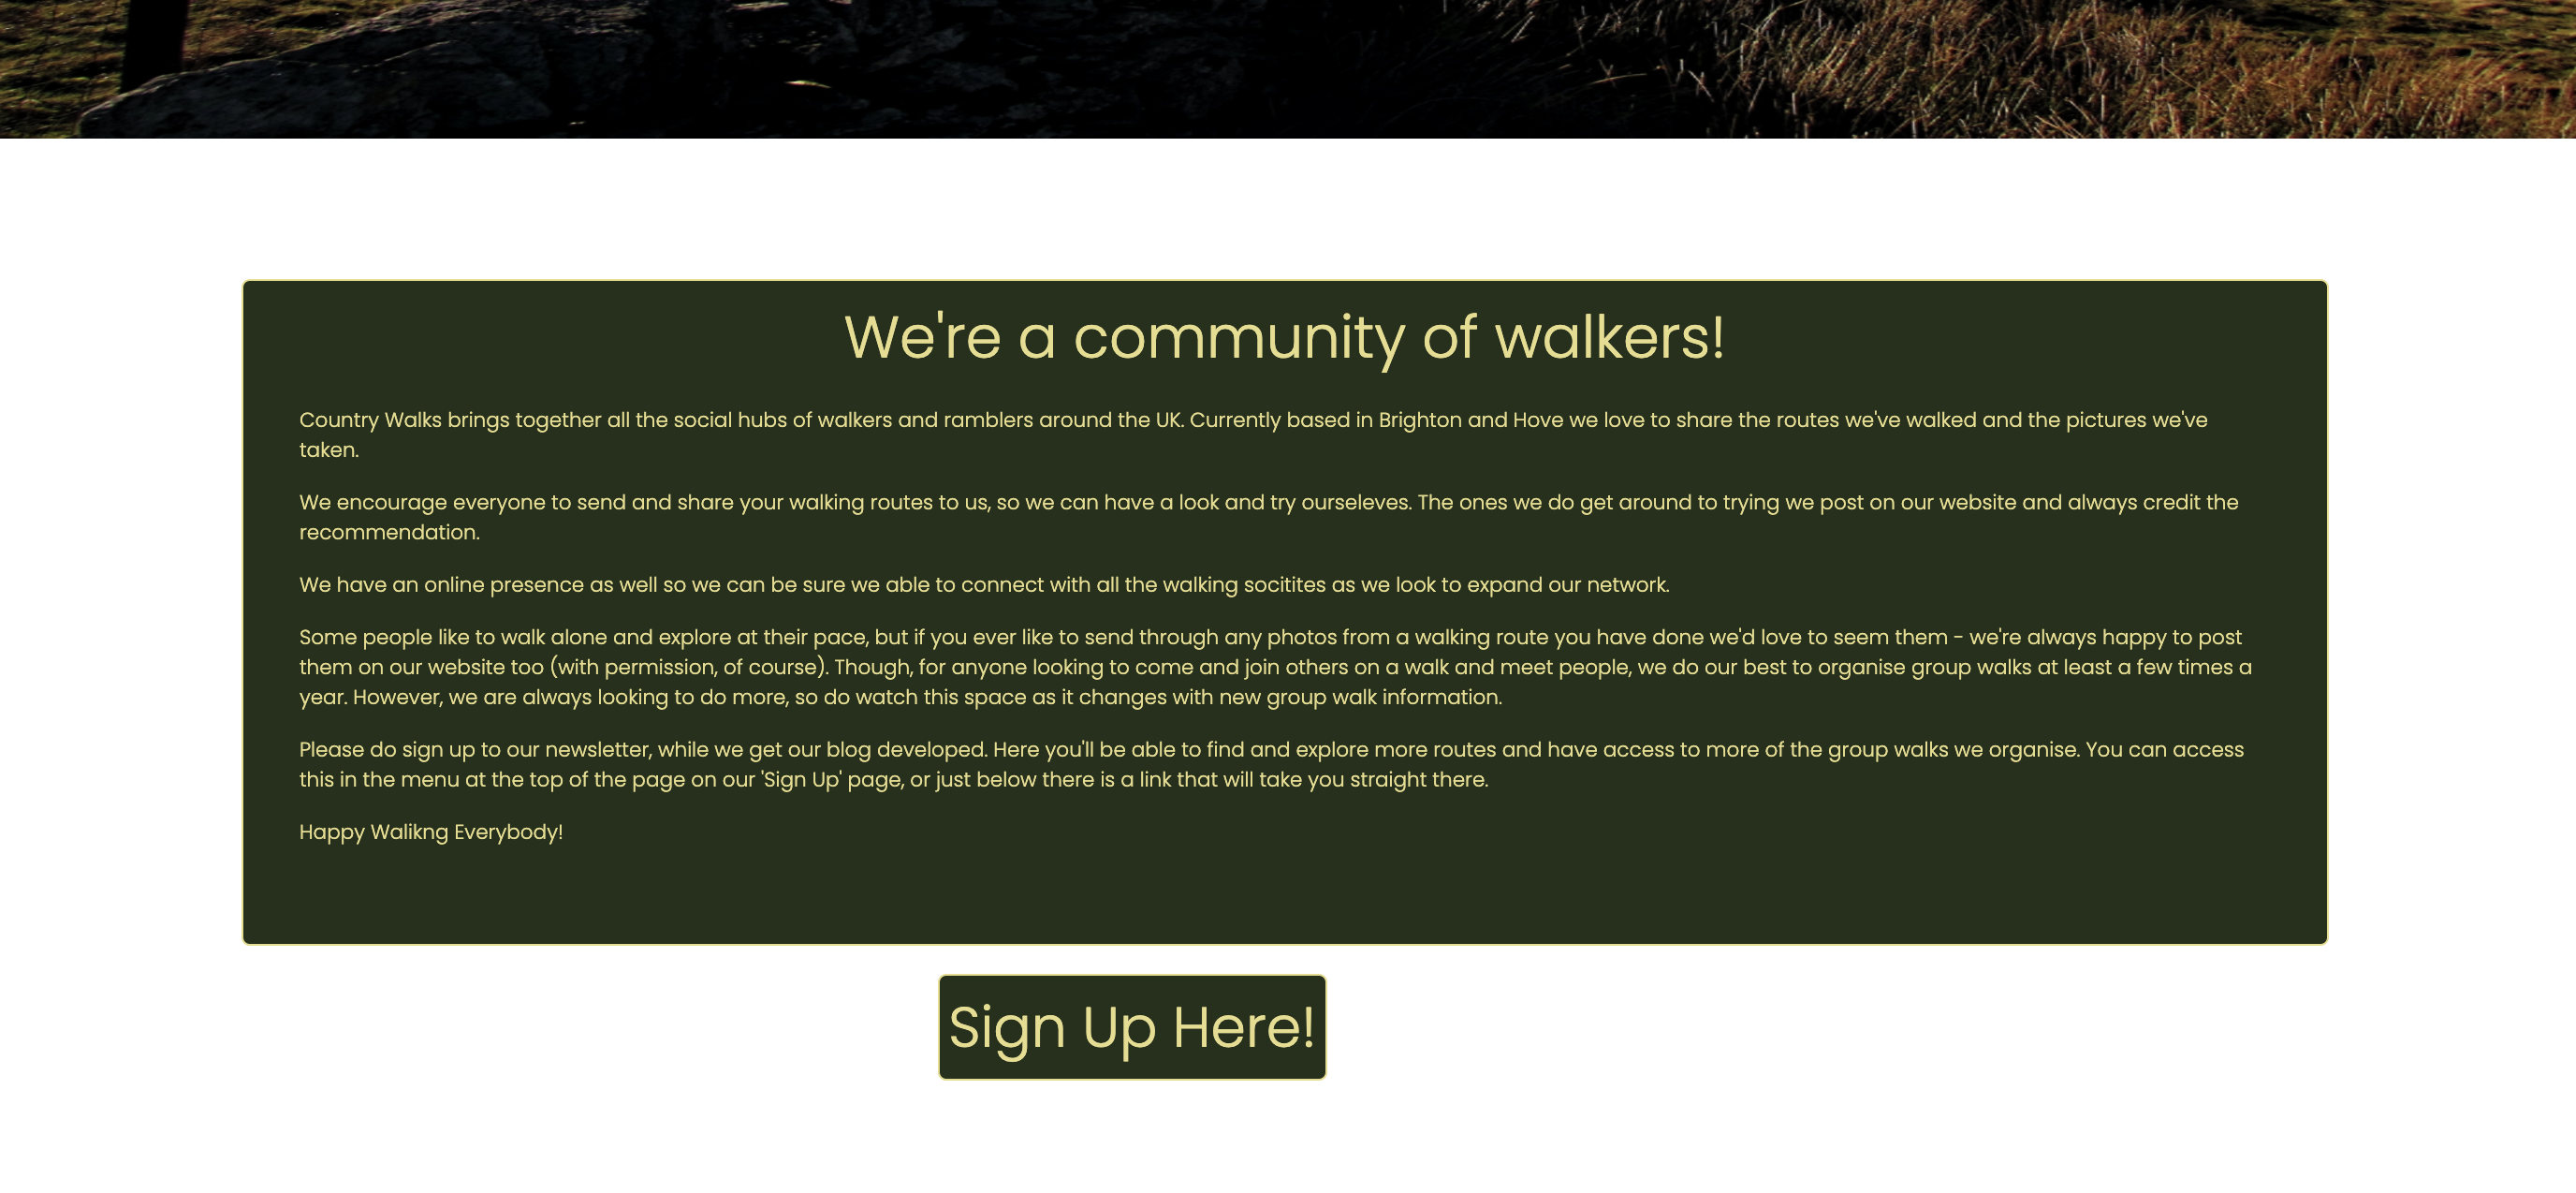 We're a community of walkers!
Country Walks brings together all the social hubs of walkers and ramblers around the UK. Currently based in Brighton and Hove we love to share the routes we've walked and the pictures we've
taken.
We encourage everyone to send and share your walking routes to us, so we can have a look and try ourseleves. The ones we do get around to trying we post on our website and always credit the
recommendation.
We have an online presence as well so we can be sure we able to connect with all the walking socitites as we look to expand our network.
Some people like to walk alone and explore at their pace, but if you ever like to send through any photos from a walking route you have done we'd love to seem them - we're always happy to post
them on our website too (with permission, of course). Though, for anyone looking to come and join others on a walk and meet people, we do our best to organise group walks at least a few times a
year. However, we are always looking to do more, so do watch this space as it changes with new group walk information.
Please do sign up to our newsletter, while we get our blog developed. Here you'll be able to find and explore more routes and have access to more of the group walks we organise. You can access
this in the menu at the top of the page on our 'Sign Up' page, or just below there is a link that will take you straight there.
Happy Walikng Everybody!
Sign Up Here!